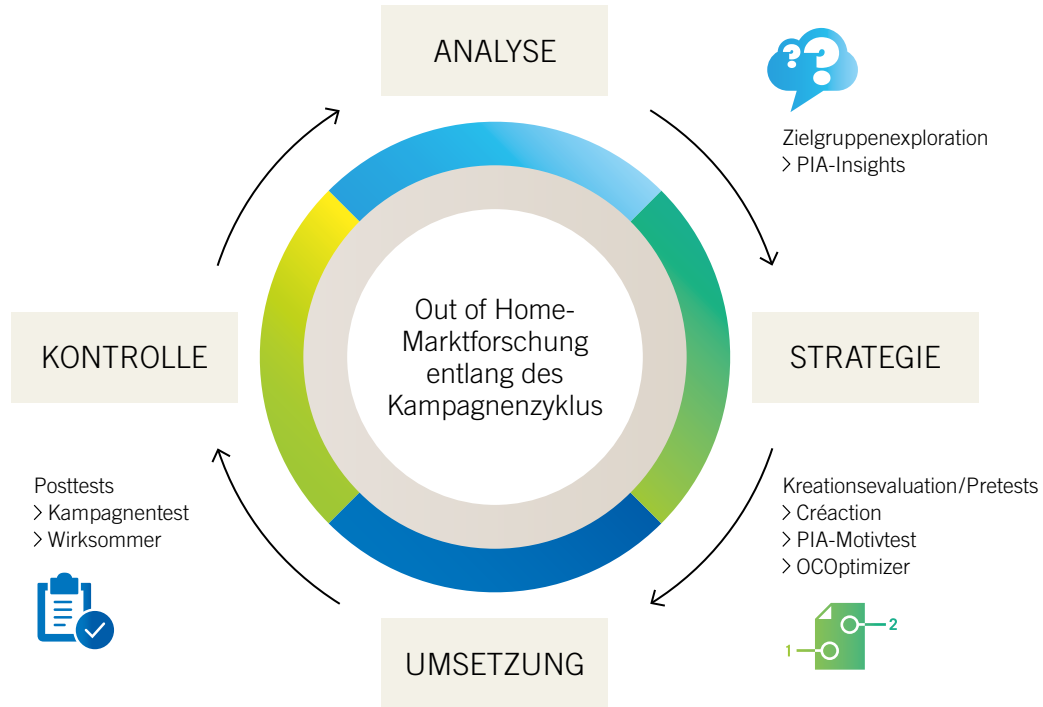 ANALYSE
??
Zielgruppenexploration
> PIA-Insights
Out of Home-
Marktforschung
entlang des
Kampagnenzyklus
KONTROLLE
STRATEGIE
Posttests
> Kampagnentest
> Wirksommer
Kreationsevaluation/Pretests
> Créaction
> PIA-Motivtest
> OCOptimizer
2
1
UMSETZUNG